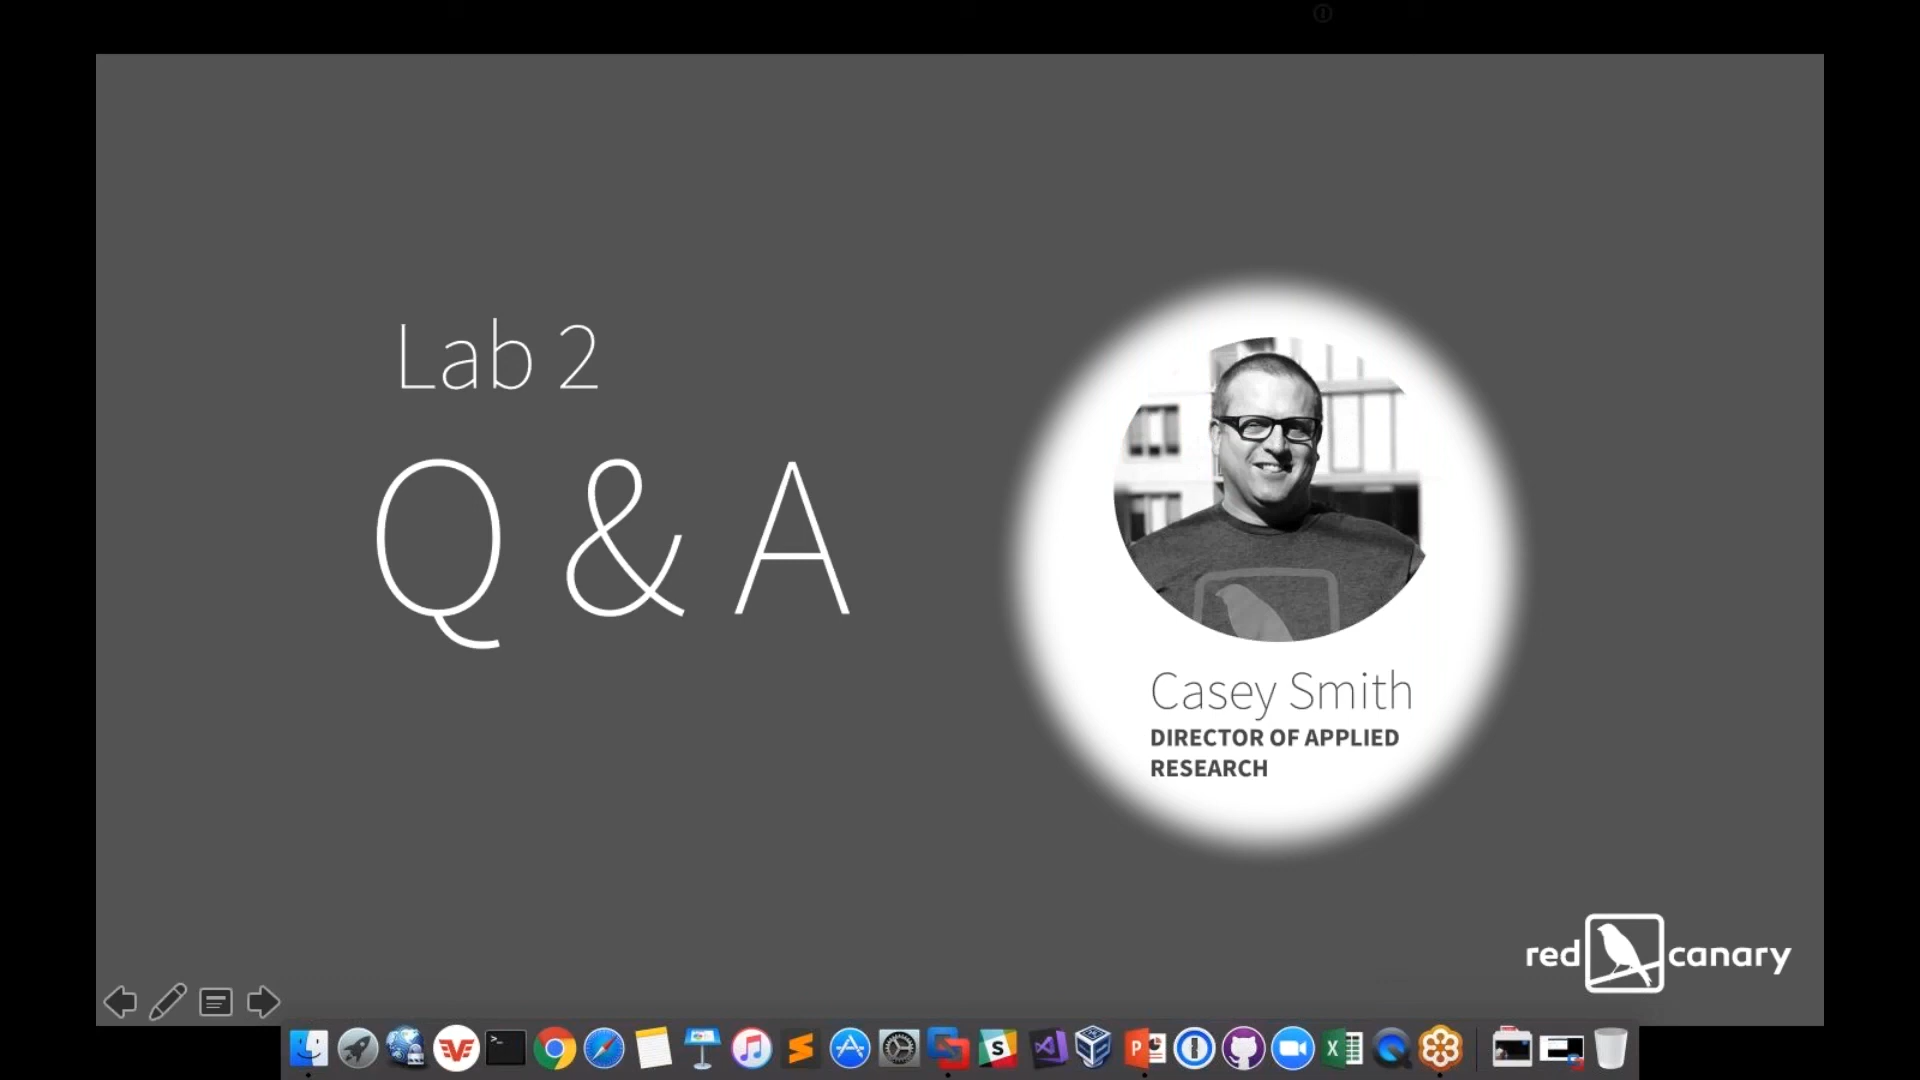 Lab 2
Q & A
Casey Smith
DIRECTOR OF APPLIED
RESEARCH
red canary